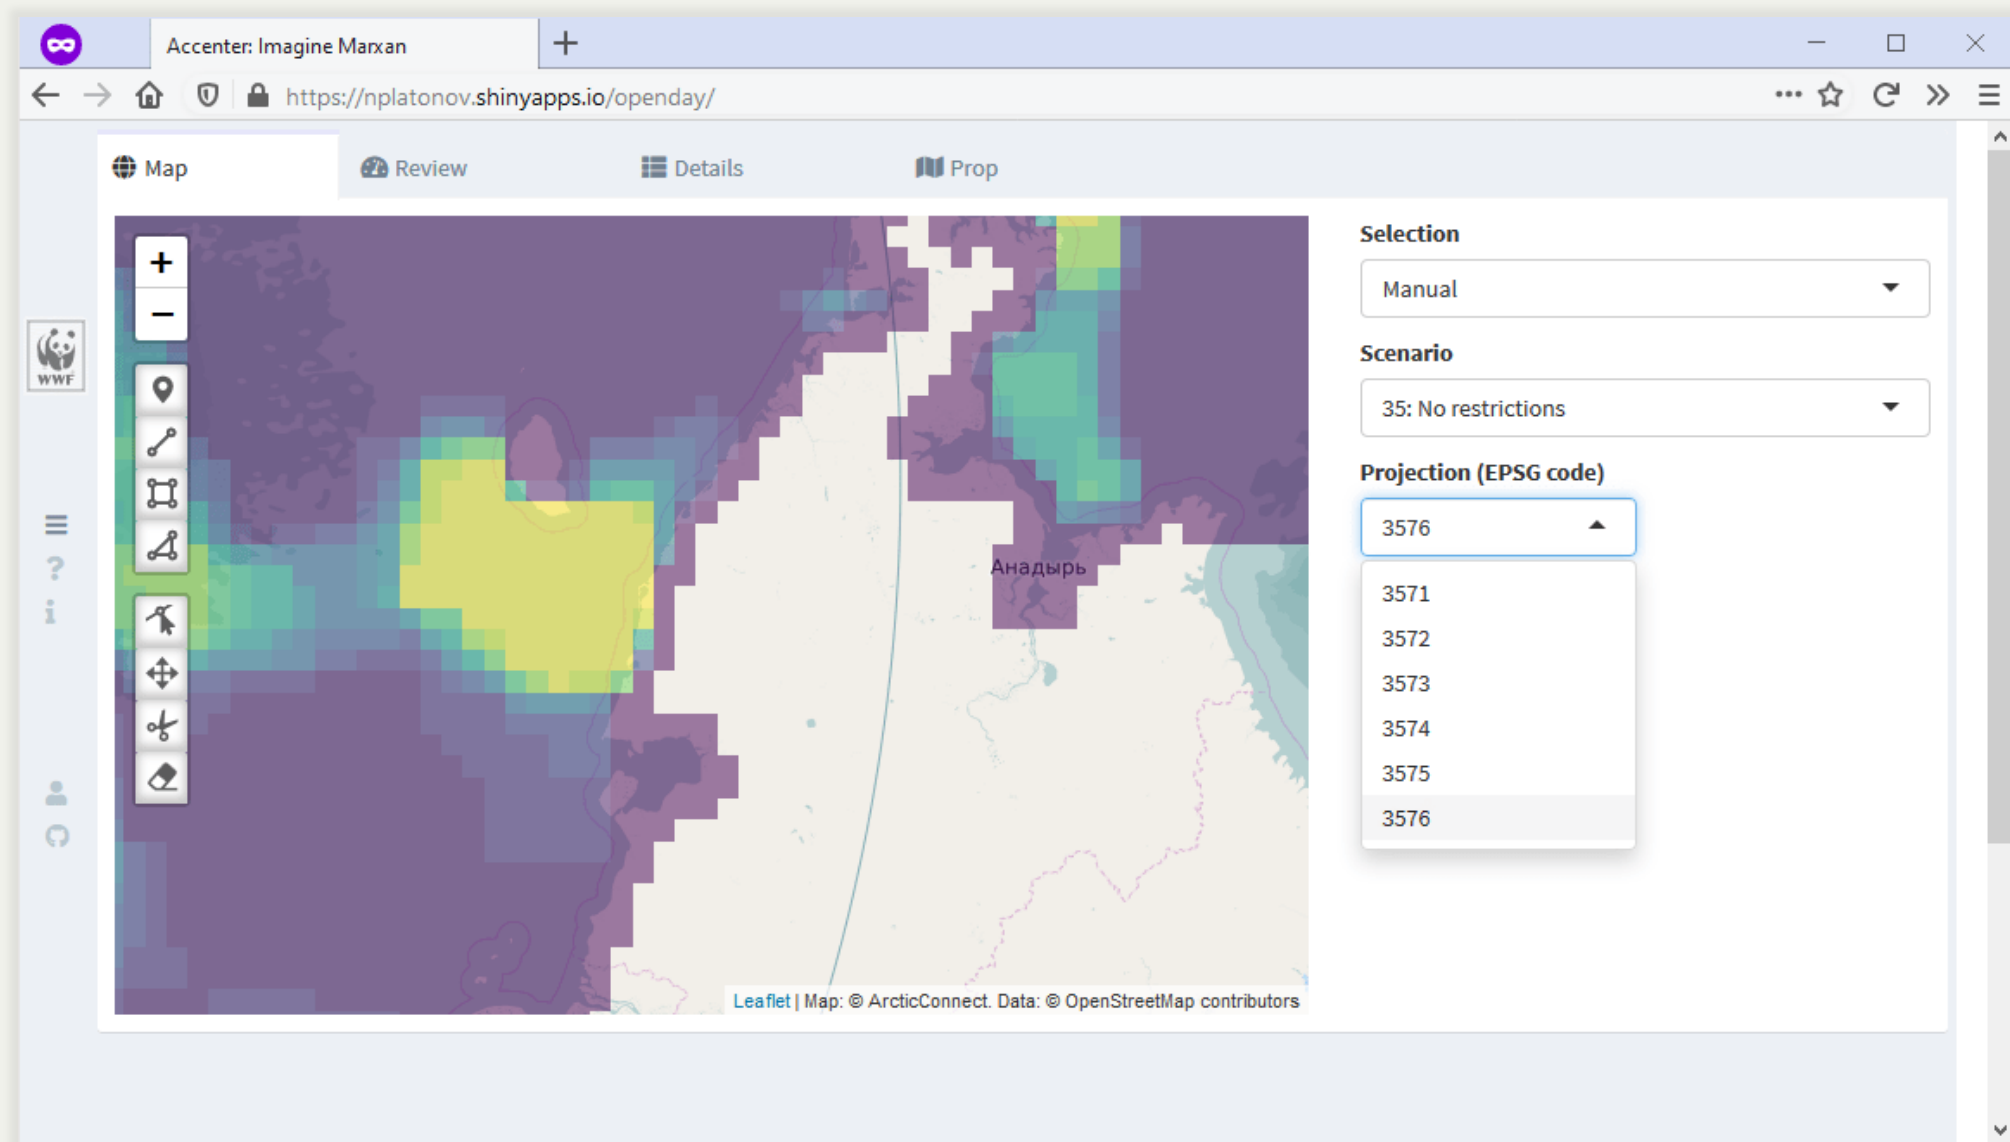 Accenter: Imagine Marxan
https://nplatonov.shinyapps.io/openday/
Map
Review
Details
Prop
+
−
WWF
?
i
Анадырь
Leaflet | Map: © ArcticConnect. Data: © OpenStreetMap contributors
Selection
Manual
Scenario
35: No restrictions
Projection (EPSG code)
3576
3571
3572
3573
3574
3575
3576